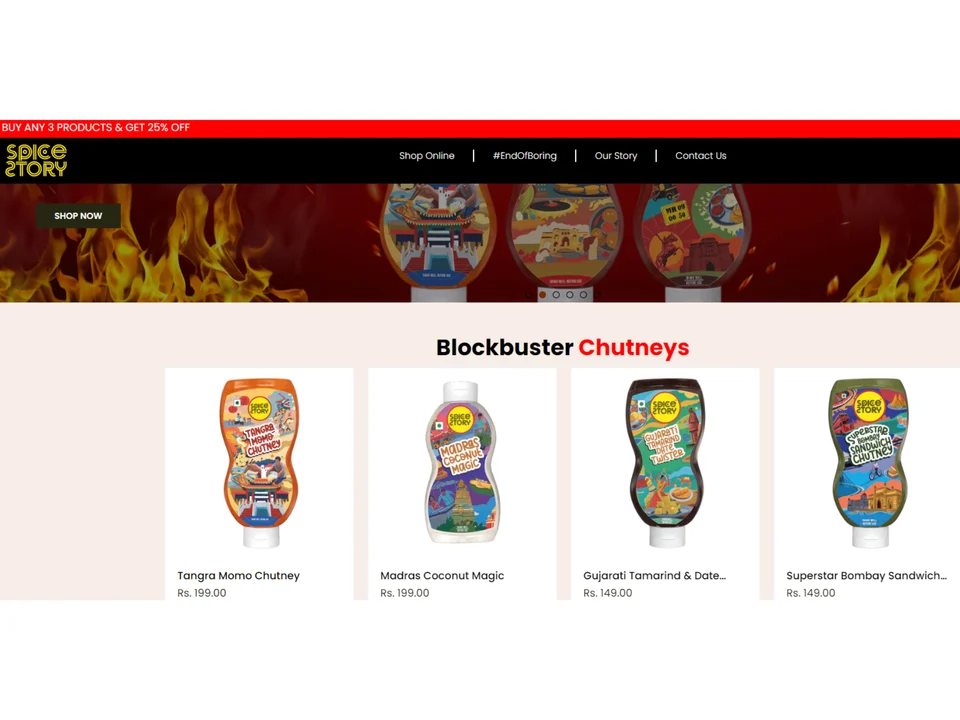 BUY ANY 3 PRODUCTS & GET 25% OFF
SPICE
STORY
Shop Online | #EndOfBoring | Our Story | Contact Us
SHOP NOW
MH 09
Blockbuster Chutneys
SPICE
STORY
TANGRA
MOMO
CHUTNEY
SPICE
STORY
MADRAS
COCONUT
MAGIC
SPICE
STORY
GUJARATI
TAMARIND
DATE
TWISTER
SPICE
STORY
SUPERSTAR
BOMBAY
SANDWICH
CHUTNEY
Tangra Momo Chutney
Rs. 199.00
Madras Coconut Magic
Rs. 199.00
Gujarati Tamarind & Date...
Rs. 149.00
Superstar Bombay Sandwich...
Rs. 149.00